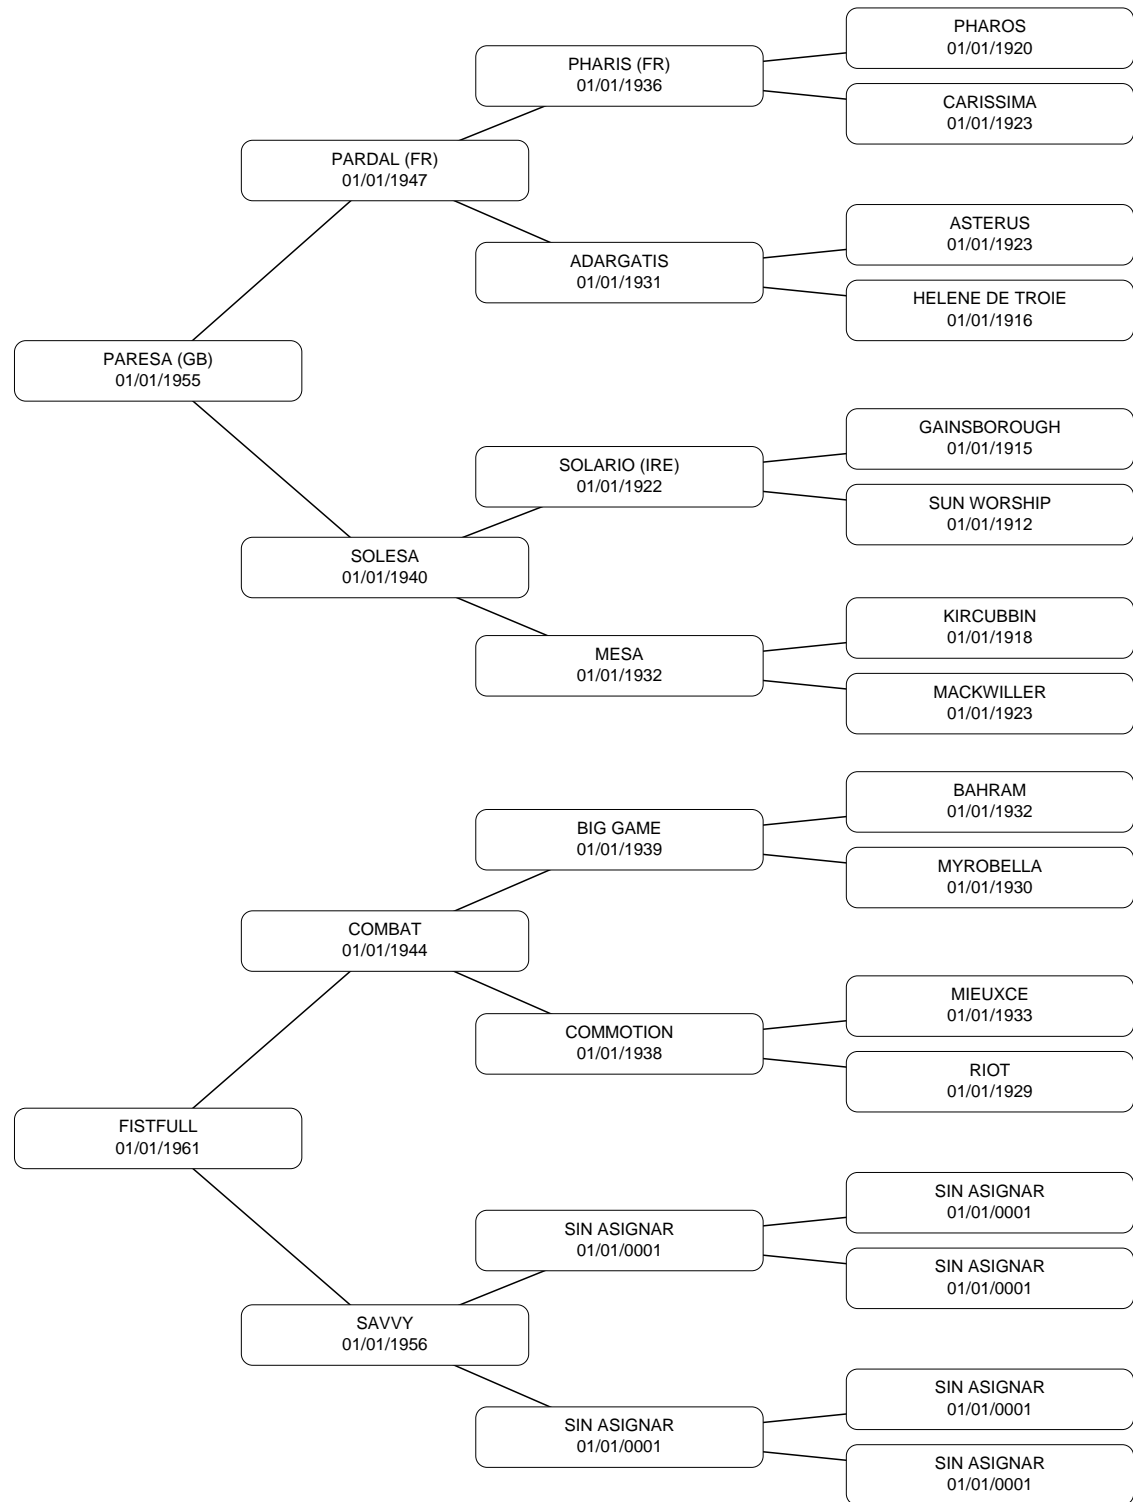 PHAROS
01/01/1920
PHARIS (FR)
01/01/1936
CARISSIMA
01/01/1923
PARDAL (FR)
01/01/1947
ASTERUS
01/01/1923
ADARGATIS
01/01/1931
HELENE DE TROIE
01/01/1916
PARESA (GB)
01/01/1955
GAINSBOROUGH
01/01/1915
SOLARIO (IRE)
01/01/1922
SUN WORSHIP
01/01/1912
SOLESA
01/01/1940
KIRCUBBIN
01/01/1918
MESA
01/01/1932
MACKWILLER
01/01/1923
BAHRAM
01/01/1932
BIG GAME
01/01/1939
MYROBELLA
01/01/1930
COMBAT
01/01/1944
MIEUXCE
01/01/1933
COMMOTION
01/01/1938
RIOT
01/01/1929
FISTFULL
01/01/1961
SIN ASIGNAR
01/01/0001
SIN ASIGNAR
01/01/0001
SIN ASIGNAR
01/01/0001
SAVVY
01/01/1956
SIN ASIGNAR
01/01/0001
SIN ASIGNAR
01/01/0001
SIN ASIGNAR
01/01/0001